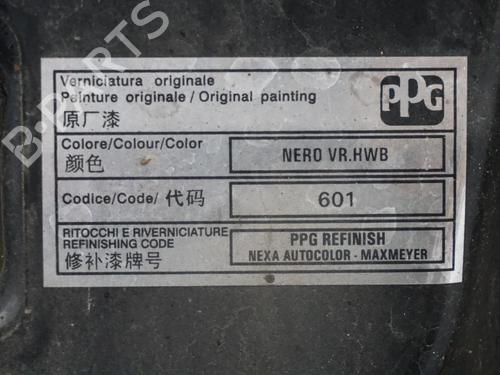 B-PARTS
Verniciatura originale
Peinture originale / Original painting
原厂漆
PPG
Colore/Colour/Color
颜色
NERO VR.HWB
Codice/Code/ 代码
601
RITOCCHI E RIVERNICIATURE
REFINISHING CODE
修补漆牌号
PPG REFINISH
NEXA AUTOCOLOR - MAXMEYER